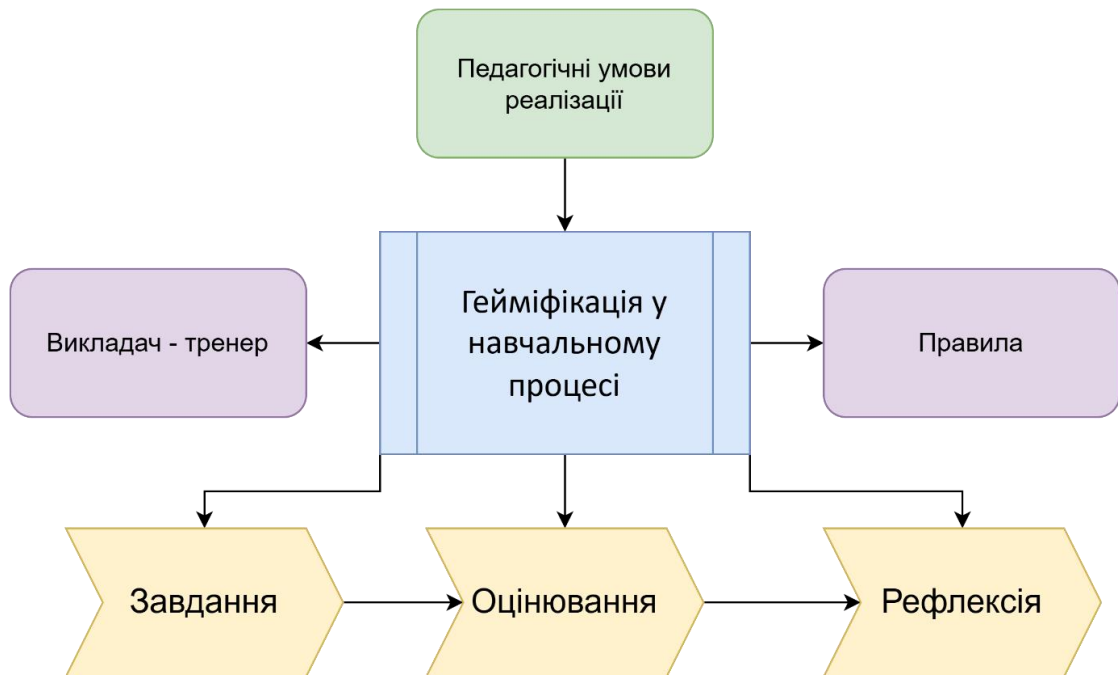 Педагогічні умови
реалізації
Викладач - тренер
Гейміфікація у
навчальному
процесі
Правила
Завдання
Оцінювання
Рефлексія